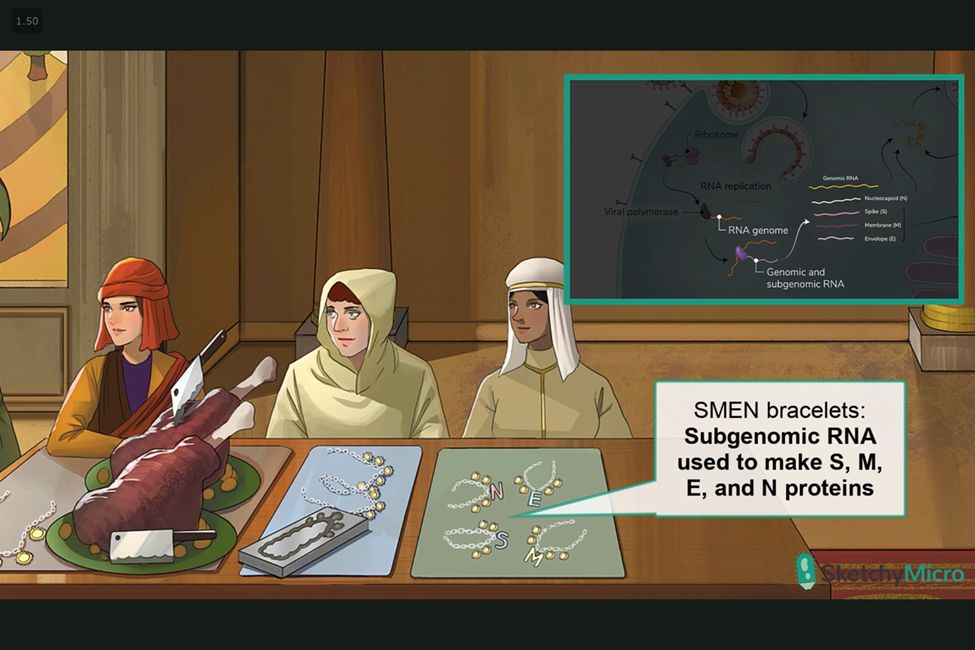 1.50
Ribosome
RNA replication
Viral polymerase
RNA genome
Genomic and
subgenomic RNA
Genomic RNA
Nucleocapsid (N)
Spike (S)
Membrane (M)
Envelope (E)
SMEN bracelets:
Subgenomic RNA
used to make S, M,
E, and N proteins
N
E
S
M
SketchyMicro